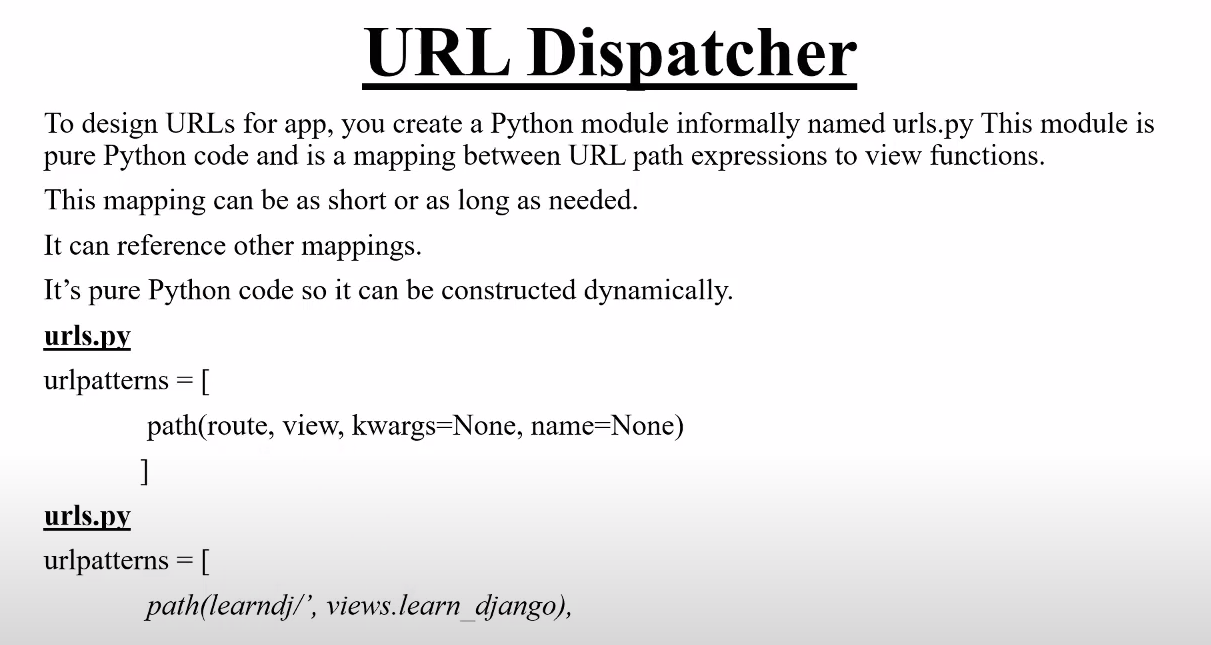 URL Dispatcher
To design URLs for app, you create a Python module informally named urls.py This module is
pure Python code and is a mapping between URL path expressions to view functions.
This mapping can be as short or as long as needed.
It can reference other mappings.
It’s pure Python code so it can be constructed dynamically.
urls.py
urlpatterns = [
path(route, view, kwargs=None, name=None)
]
urls.py
urlpatterns = [
path(learndj/’, views.learn_django),